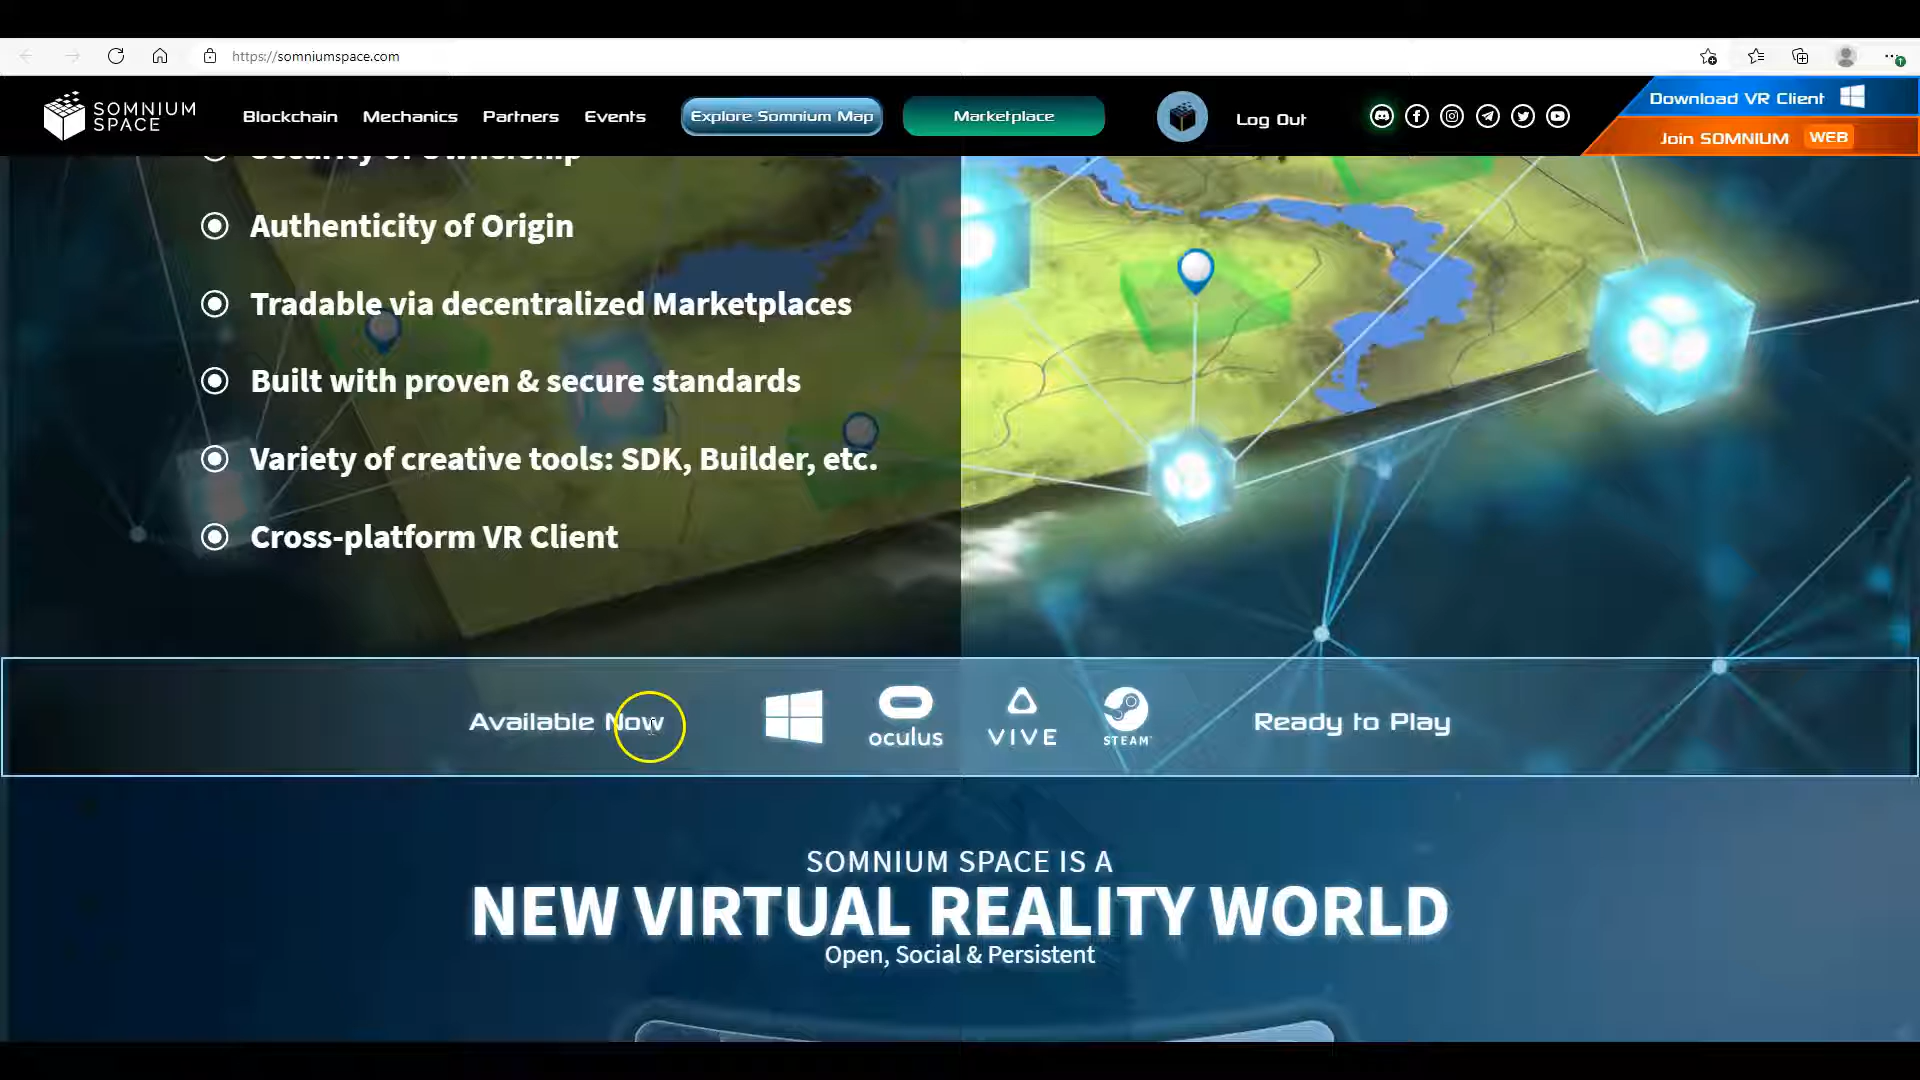 https://somniumspace.com
SOMNIUM
SPACE
Blockchain
Mechanics
Partners
Events
Explore Somnium Map
Marketplace
Log Out
Download VR Client
Join SOMNIUM WEB
Security of Ownership
Authenticity of Origin
Tradable via decentralized Marketplaces
Built with proven & secure standards
Variety of creative tools: SDK, Builder, etc.
Cross-platform VR Client
Available Now
oculus
VIVE
STEAM
Ready to Play
SOMNIUM SPACE IS A
NEW VIRTUAL REALITY WORLD
Open, Social & Persistent